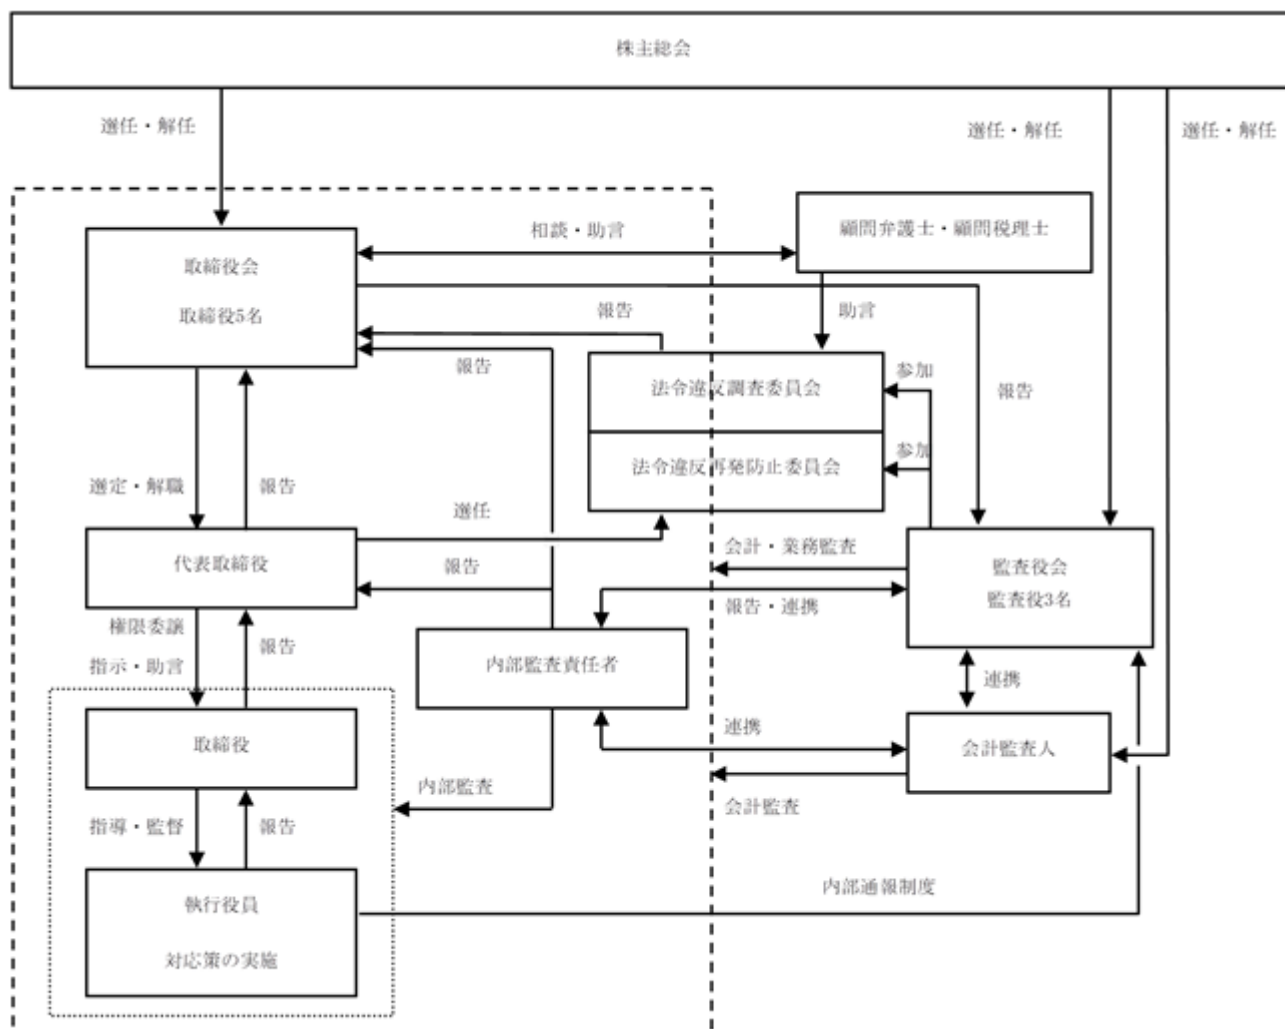 株主総会
選任・解任
選任・解任
選任・解任
顧問弁護士・顧問税理士
相談・助言
取締役会
取締役5名
報告
助言
報告
参加
法令違反調査委員会
報告
参加
法令違反再発防止委員会
選定・解職
報告
選任
会計・業務監査
代表取締役
報告
監査役会
監査役3名
報告・連携
権限委譲
報告
指示・助言
内部監査責任者
連携
取締役
連携
会計監査人
内部監査
会計監査
指導・監督
報告
内部通報制度
執行役員
対応策の実施